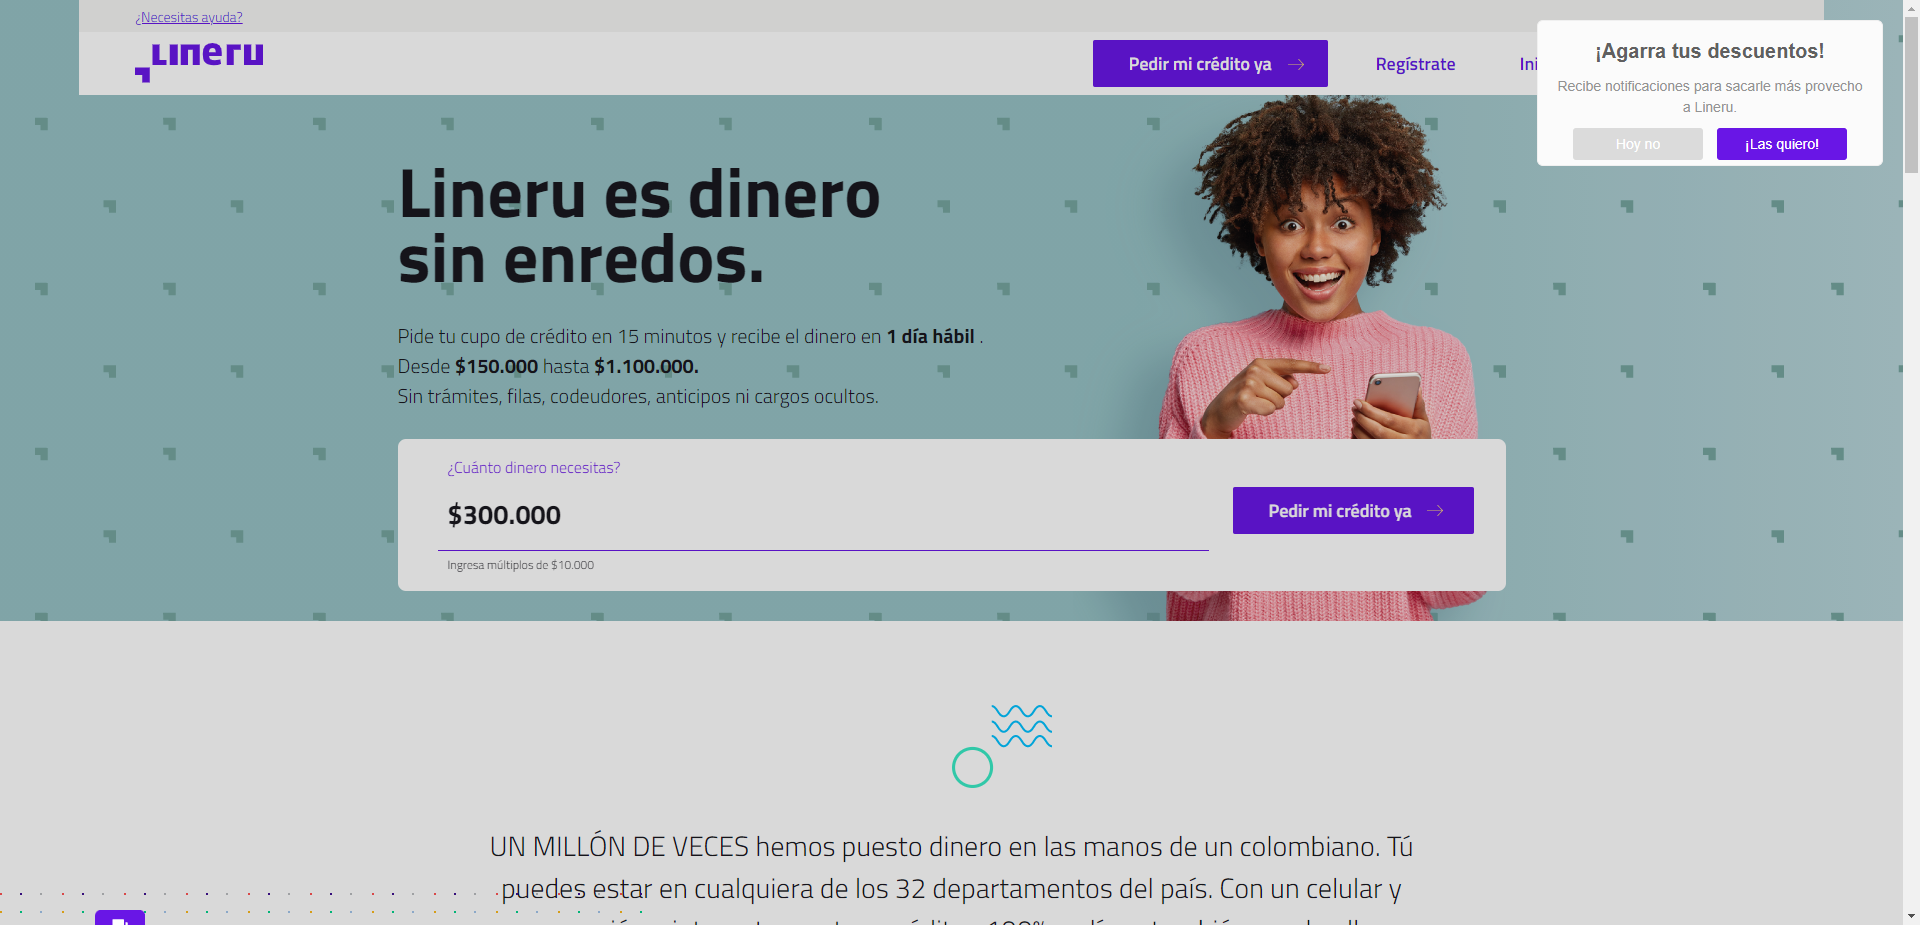 ¿Necesitas ayuda?
Lineru
Pedir mi crédito ya
Regístrate
¡Agarra tus descuentos!
Recibe notificaciones para sacarle más provecho
a Lineru.
Hoy no
¡Las quiero!
Lineru es dinero
sin enredos.
Pide tu cupo de crédito en 15 minutos y recibe el dinero en 1 día hábil .
Desde $150.000 hasta $1.100.000.
Sin trámites, filas, codeudores, anticipos ni cargos ocultos.
¿Cuánto dinero necesitas?
$300.000
Pedir mi crédito ya
Ingresa múltiplos de $10.000
UN MILLÓN DE VECES hemos puesto dinero en las manos de un colombiano. Tú
puedes estar en cualquiera de los 32 departamentos del país. Con un celular y